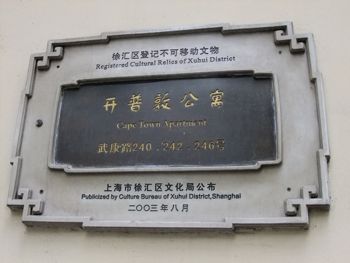 徐汇区登记不可移动文物
Registered Cultural Relics of Xuhui District
开普敦公寓
Cape Town Apartment
武康路240.242.246号
上海市徐汇区文化局公布
Publicized by Culture Bureau of Xuhui District,Shanghai
二〇〇三年八月